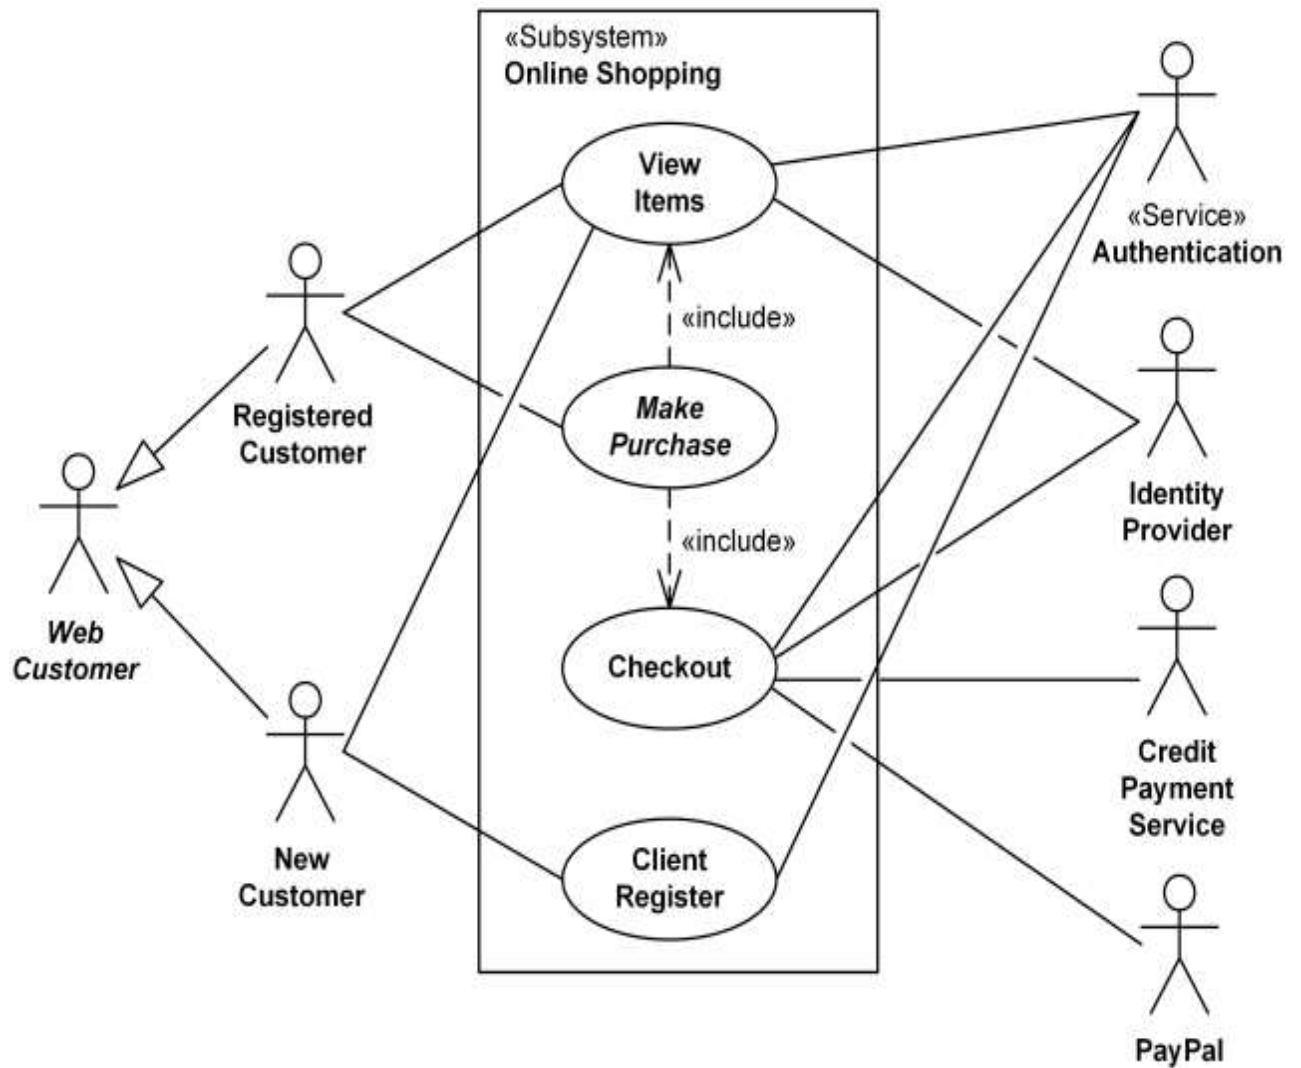 «Subsystem»
Online Shopping
View
Items
«Service»
Authentication
«include»
Registered
Customer
Make
Purchase
Identity
Provider
«include»
Web
Customer
Checkout
Credit
Payment
Service
New
Customer
Client
Register
PayPal